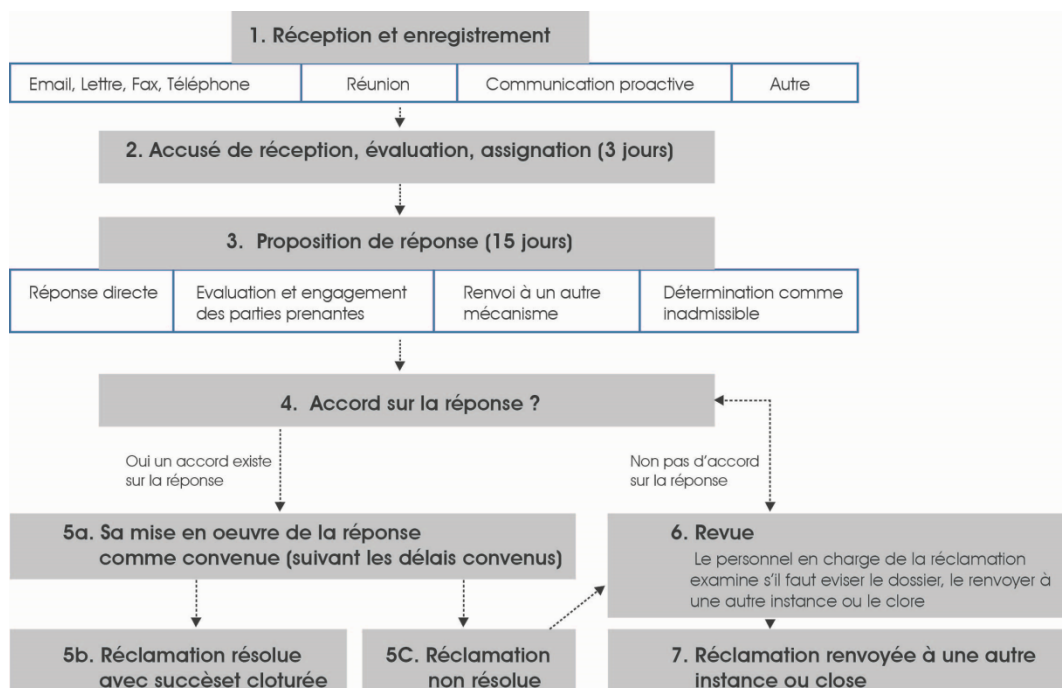 1. Réception et enregistrement
Email, Lettre, Fax, Téléphone
Réunion
Communication proactive
Autre
2. Accusé de réception, évaluation, assignation (3 jours)
3. Proposition de réponse (15 jours)
Réponse directe
Evaluation et engagement
des parties prenantes
Renvoi à un autre
mécanisme
Détermination comme
inadmissible
4. Accord sur la réponse ?
Oui un accord existe
sur la réponse
Non pas d'accord
sur la réponse
5a. Sa mise en oeuvre de la réponse
comme convenue (suivant les délais convenus)
6. Revue
Le personnel en charge de la réclamation
examine s'il faut eviser le dossier, le renvoyer à
une autre instance ou le clore
5b. Réclamation résolue
avec succèset cloturée
5C. Réclamation
non résolue
7. Réclamation renvoyée à une autre
instance ou close